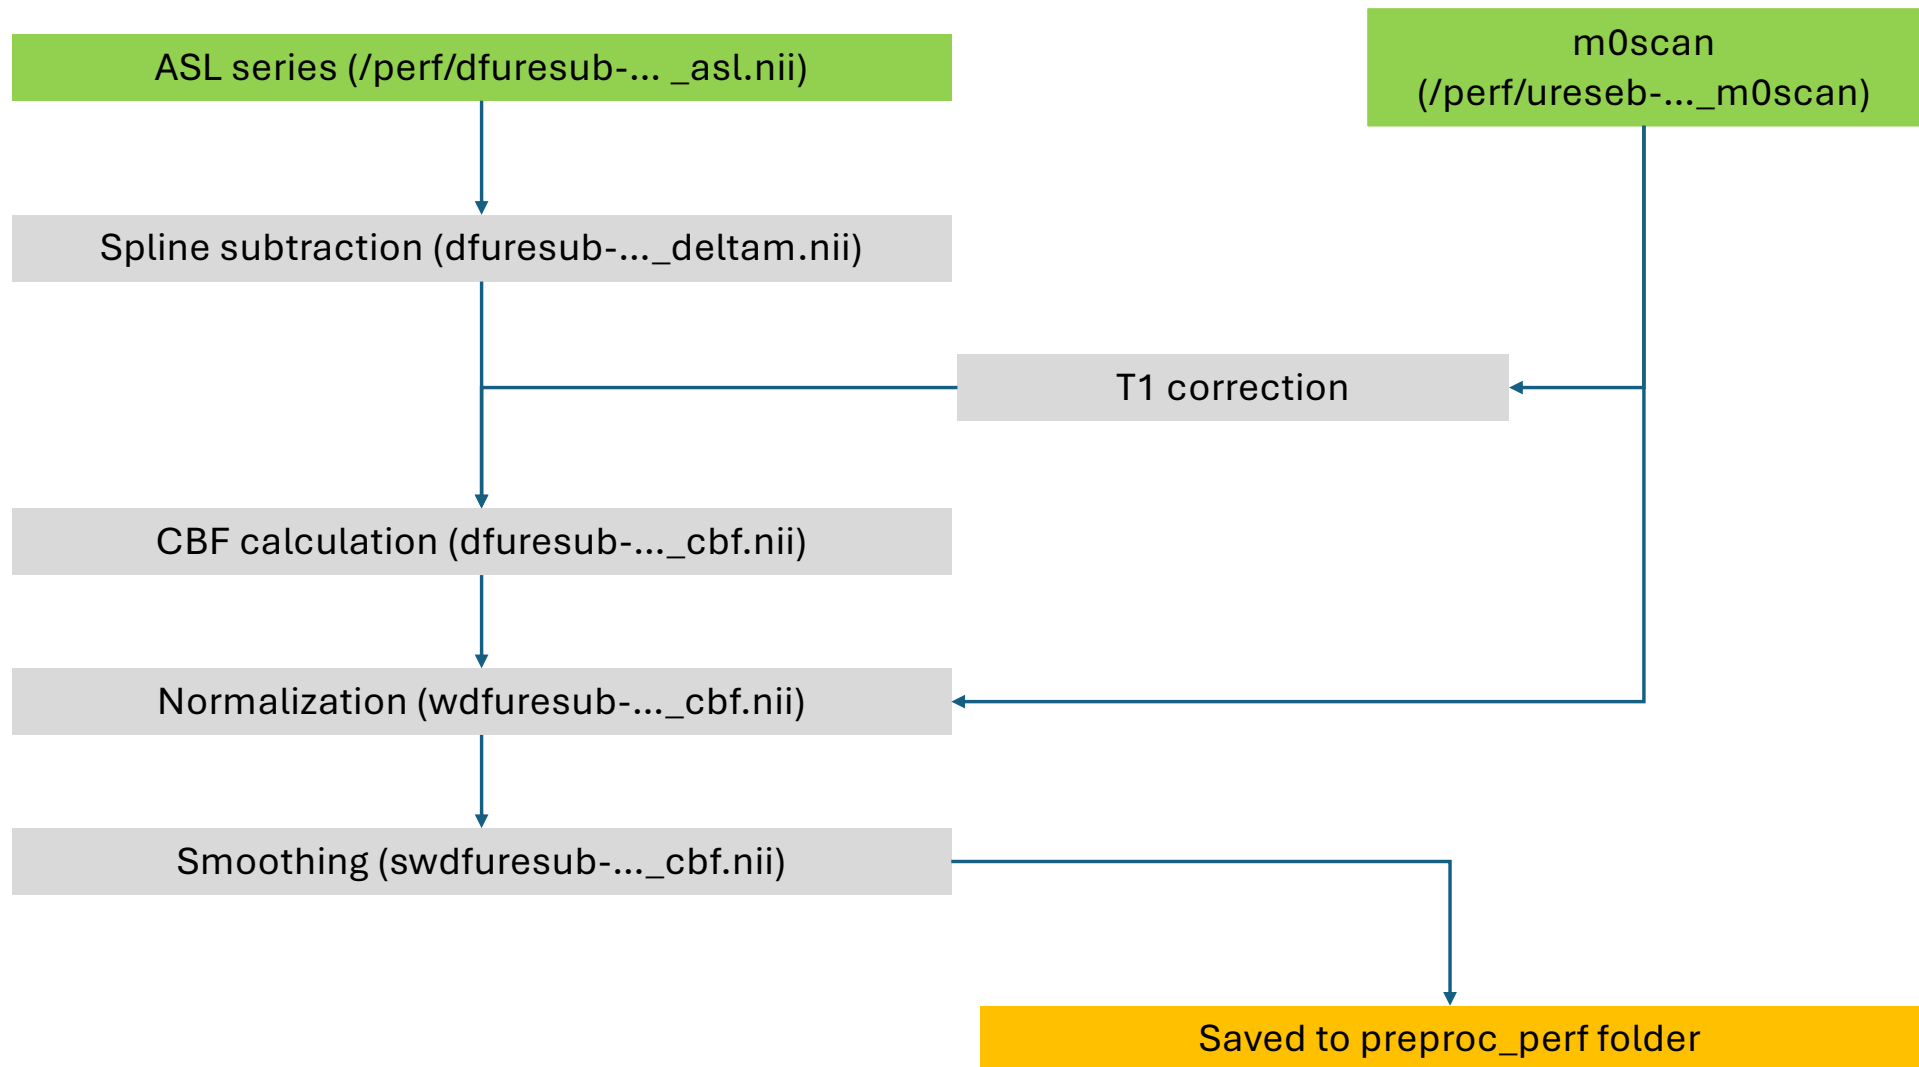 ASL series (/perf/dfuresub-... _asl.nii)
m0scan
(/perf/ureseb-..._m0scan)
Spline subtraction (dfuresub-..._deltam.nii)
T1 correction
CBF calculation (dfuresub-..._cbf.nii)
Normalization (wdfuresub-..._cbf.nii)
Smoothing (swdfuresub-..._cbf.nii)
Saved to preproc_perf folder